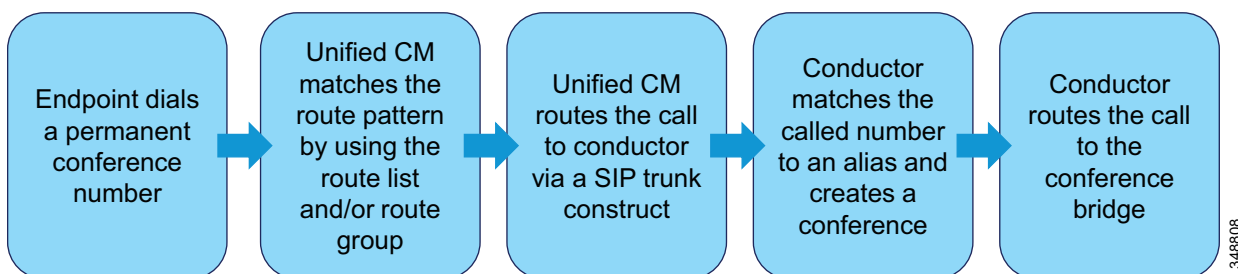 Endpoint dials
a permanent
conference
number
Unified CM
matches the
route pattern
by using the
route list
and/or route
group
Unified CM
routes the call
to conductor
via a SIP trunk
construct
Conductor
matches the
called number
to an alias and
creates a
conference
Conductor
routes the call
to the
conference
bridge
348808